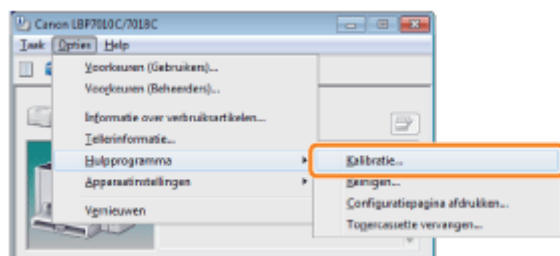 Canon LBP7010C/7018C
Taak Opties Help
Voorkeuren (Gebruikers)...
Voorkeuren (Beheerders)...
Informatie over verbruiksartikelen...
Tellerinformatie...
Hulpprogramma
Kalibratie...
Apparaatinstellingen
Reinigen...
Configuratiepagina afdrukken...
Vernieuwen
Tonercassette vervangen...